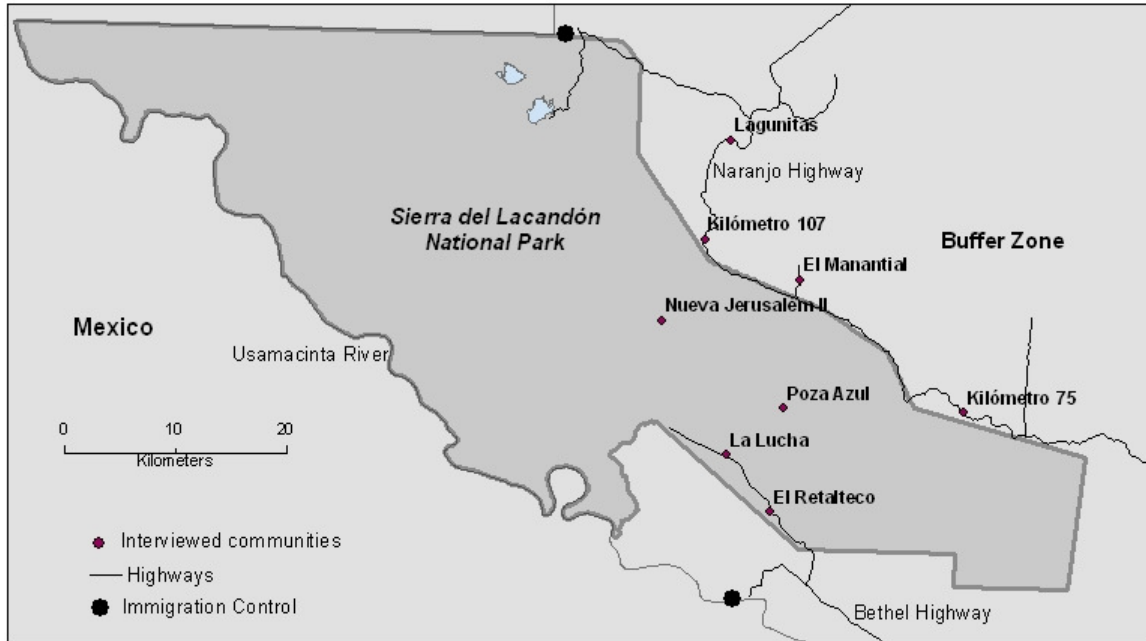 Lagunitas
Naranjo Highway
Sierra del Lacandón
National Park
Kilómetro 107
Buffer Zone
El Manantial
Nueva Jerusalém II
Mexico
Usamacinta River
Poza Azul
Kilómetro 75
0 10 20
Kilometers
La Lucha
El Retalteco
Interviewed communities
Highways
Immigration Control
Bethel Highway